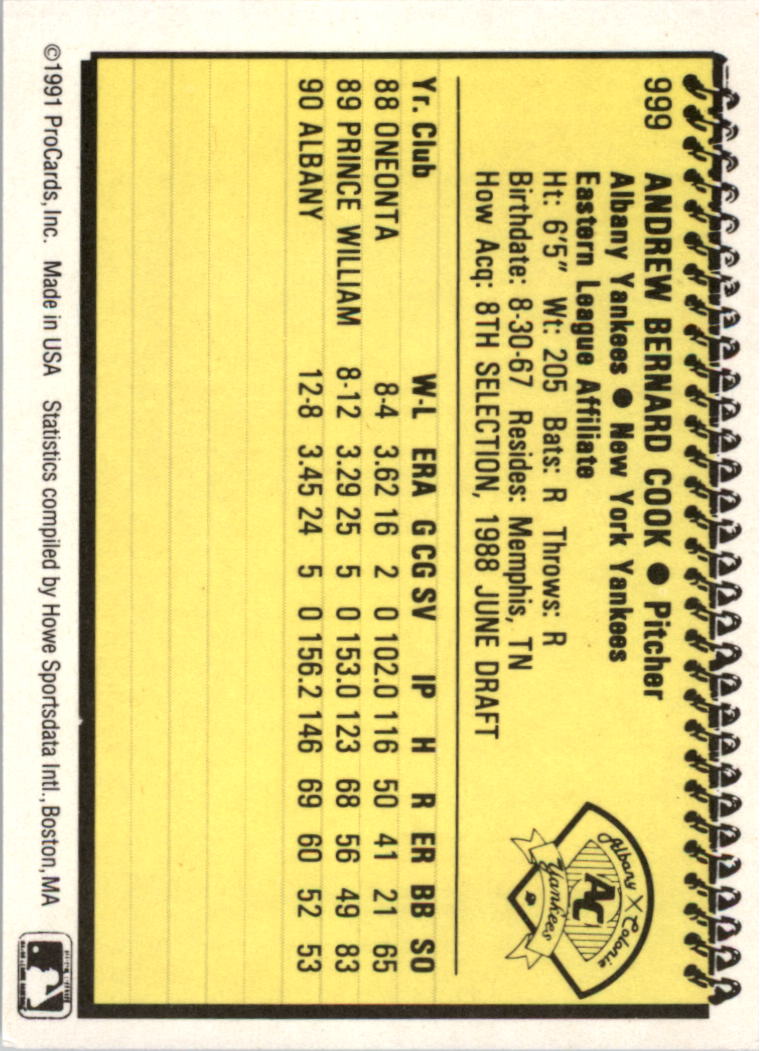 999 ANDREW BERNARD COOK ● Pitcher
Albany Yankees ● New York Yankees
Eastern League Affiliate
Ht: 6'5" Wt: 205 Bats: R Throws: R
Birthdate: 8-30-67 Resides: Memphis, TN
How Acq: 8TH SELECTION, 1988 JUNE DRAFT
Albany Colonie
AC
Yankees
Yr. Club W-L ERA G CG SV IP H R ER BB SO
88 ONEONTA 8-4 3.62 16 2 0 102.0 116 50 41 21 65
89 PRINCE WILLIAM 8-12 3.29 25 5 0 153.0 123 68 56 49 83
90 ALBANY 12-8 3.45 24 5 0 156.2 146 69 60 52 53
©1991 ProCards, Inc. Made in USA Statistics compiled by Howe Sportsdata Intl., Boston, MA